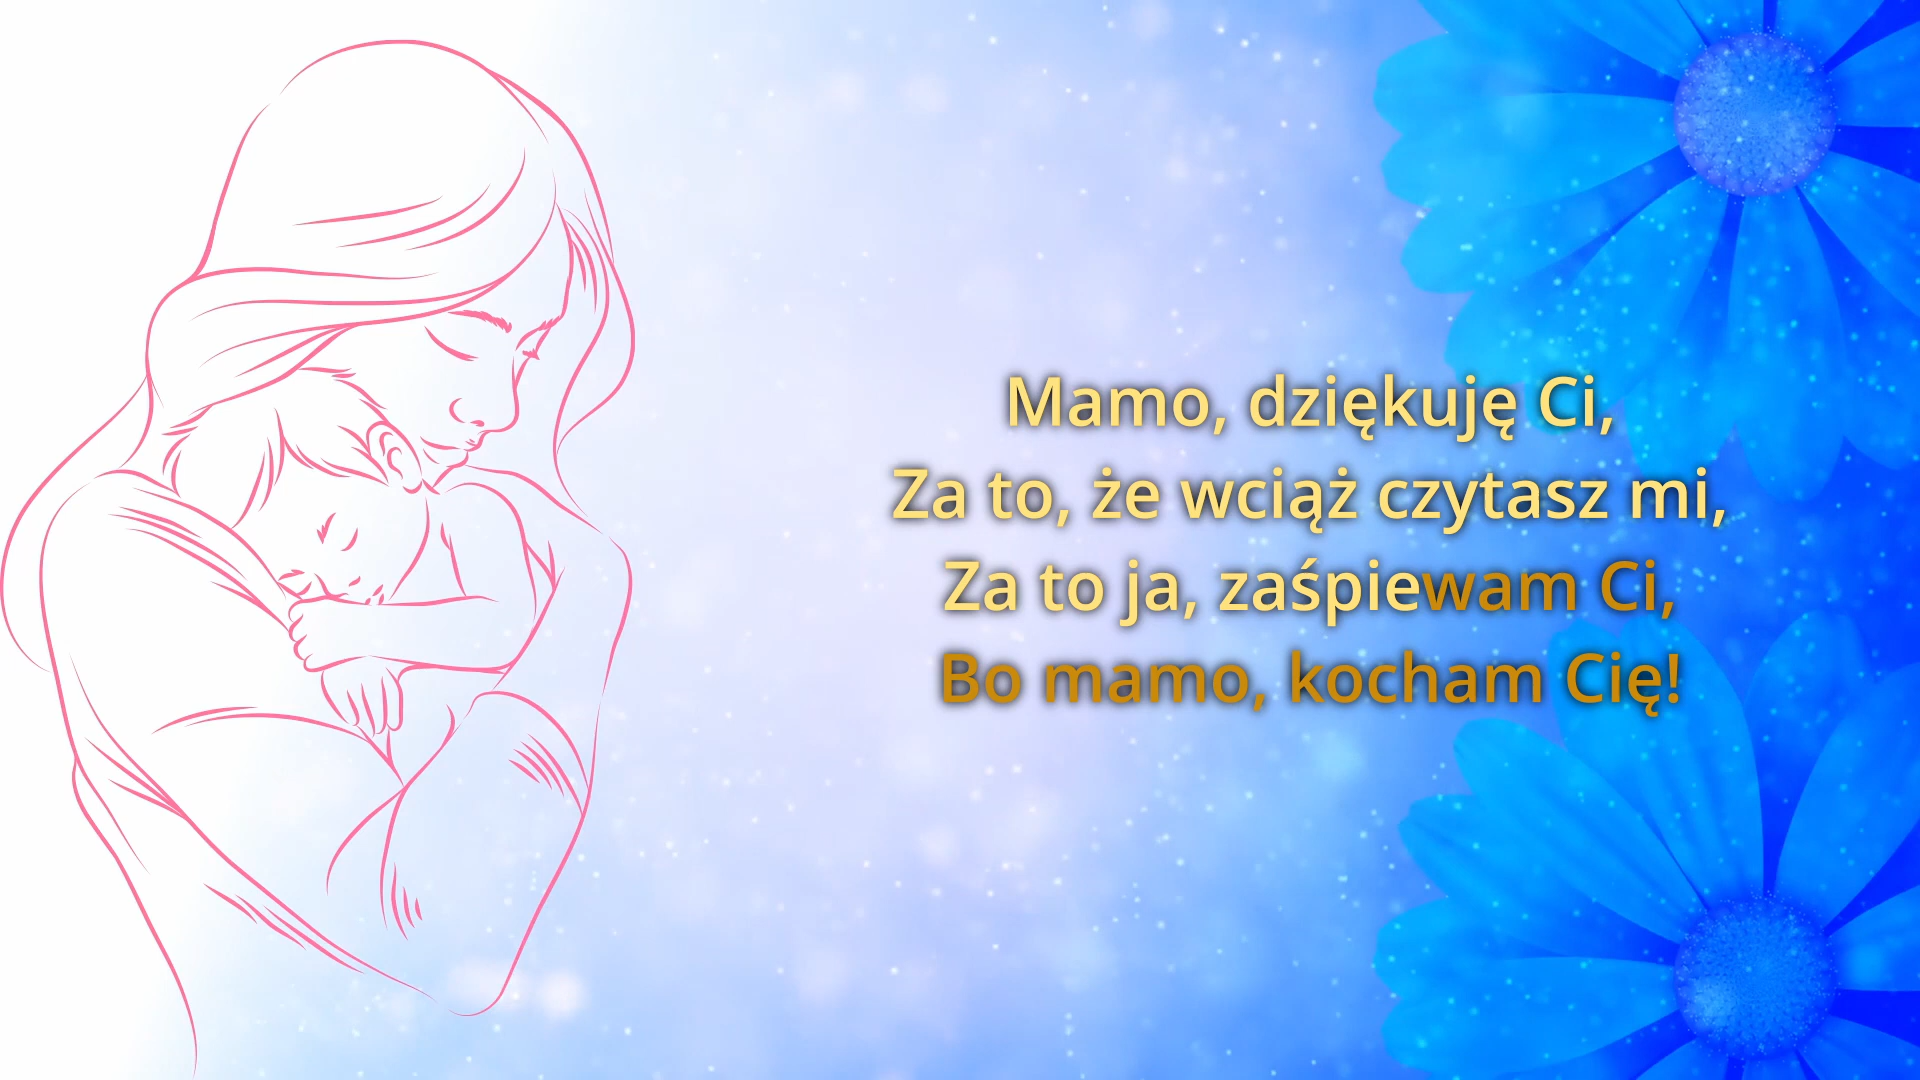 Mamo, dziękuję Ci,
Za to, że wciąż czytasz mi,
Za to ja, zaśpiewam Ci,
Bo mamo, kocham Cię!